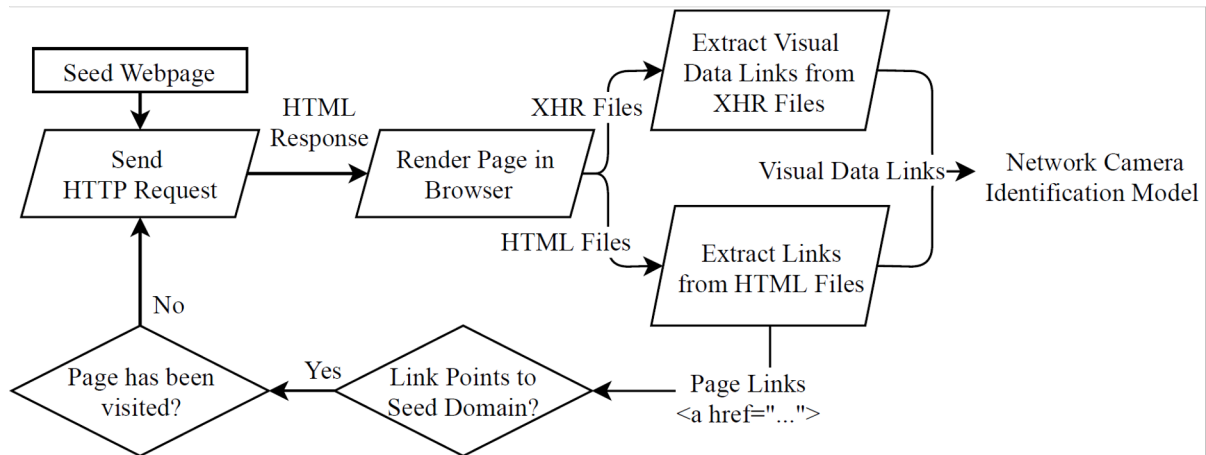 Seed Webpage
Send
HTTP Request
HTML
Response
Render Page in
Browser
XHR Files
HTML Files
Extract Visual
Data Links from
XHR Files
Visual Data Links
Network Camera
Identification Model
Extract Links
from HTML Files
Page Links
<a href="...">
Link Points to
Seed Domain?
Yes
Page has been
visited?
No